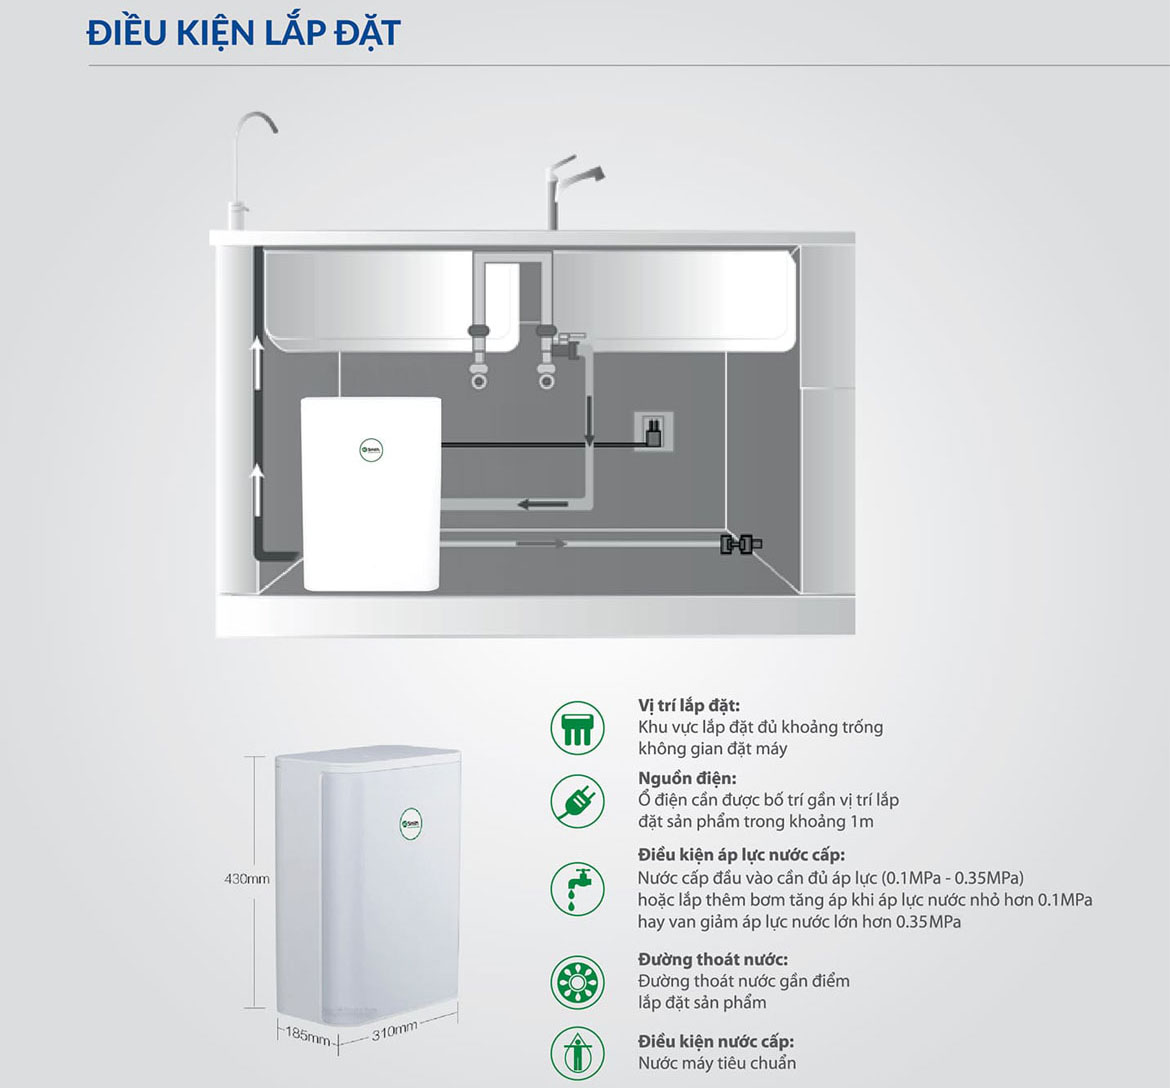 ĐIỀU KIỆN LẮP ĐẶT
Smith
Vị trí lắp đặt:
Khu vực lắp đặt đủ khoảng trống
không gian đặt máy
Nguồn điện:
Ổ điện cần được bố trí gần vị trí lắp
đặt sản phẩm trong khoảng 1m
Điều kiện áp lực nước cấp:
Nước cấp đầu vào cần đủ áp lực (0.1MPa - 0.35MPa)
hoặc lắp thêm bơm tăng áp khi áp lực nước nhỏ hơn 0.1MPa
hay van giảm áp lực nước lớn hơn 0.35MPa
Đường thoát nước:
Đường thoát nước gần điểm
lắp đặt sản phẩm
Điều kiện nước cấp:
Nước máy tiêu chuẩn
Smith
430mm
185mm
310mm